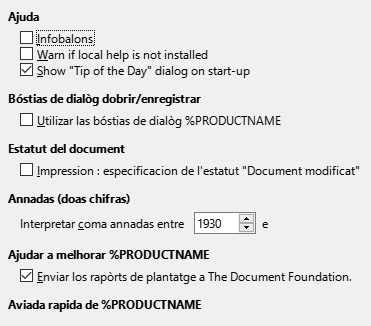 Ajuda
Infobalons
Warn if local help is not installed
Show "Tip of the Day" dialog on start-up
Bóstias de dialòg dobrir/enregistrar
Utilizar las bóstias de dialòg %PRODUCTNAME
Estatut del document
Impression : especificacion de l'estatut "Document modificat"
Annadas (doas chifras)
Interpretar coma annadas entre 1930 e
Ajudar a melhorar %PRODUCTNAME
Enviar los rapòrts de plantatge a The Document Foundation.
Aviada rapida de %PRODUCTNAME